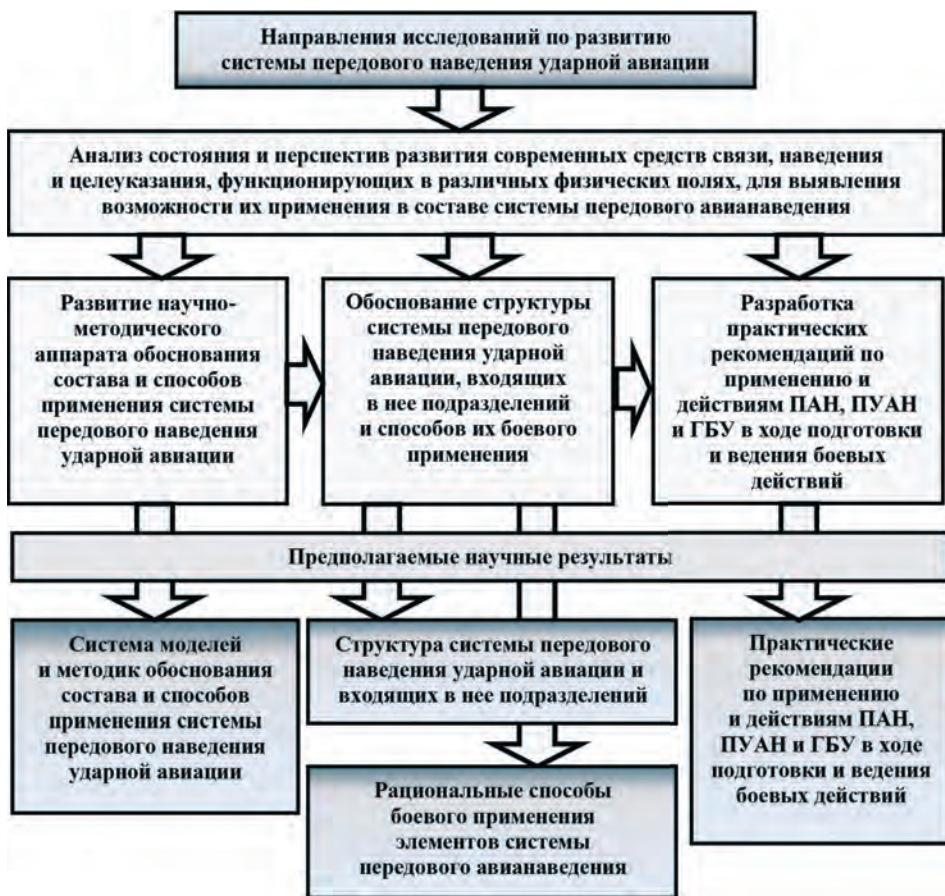 Направления исследований по развитию
системы передового наведения ударной авиации
Анализ состояния и перспектив развития современных средств связи, наведения
и целеуказания, функционирующих в различных физических полях, для выявления
возможности их применения в составе системы передового авианаведения
Развитие научно-
методического
аппарата обоснования
состава и способов
применения системы
передового наведения
ударной авиации
Обоснование структуры
системы передового
наведения ударной
авиации, входящих
в нее подразделений
и способов их боевого
применения
Разработка
практических
рекомендаций по
применению и
действиям ПАН, ПУАН
и ГБУ в ходе подготовки
и ведения боевых
действий
Предполагаемые научные результаты
Система моделей
и методик обоснования
состава и способов
применения системы
передового наведения
ударной авиации
Структура системы передового
наведения ударной авиации и
входящих в нее подразделений
Рациональные способы
боевого применения
элементов системы
передового авианаведения
Практические
рекомендации
по применению
и действиям ПАН,
ПУАН и ГБУ в ходе
подготовки и ведения
боевых действий